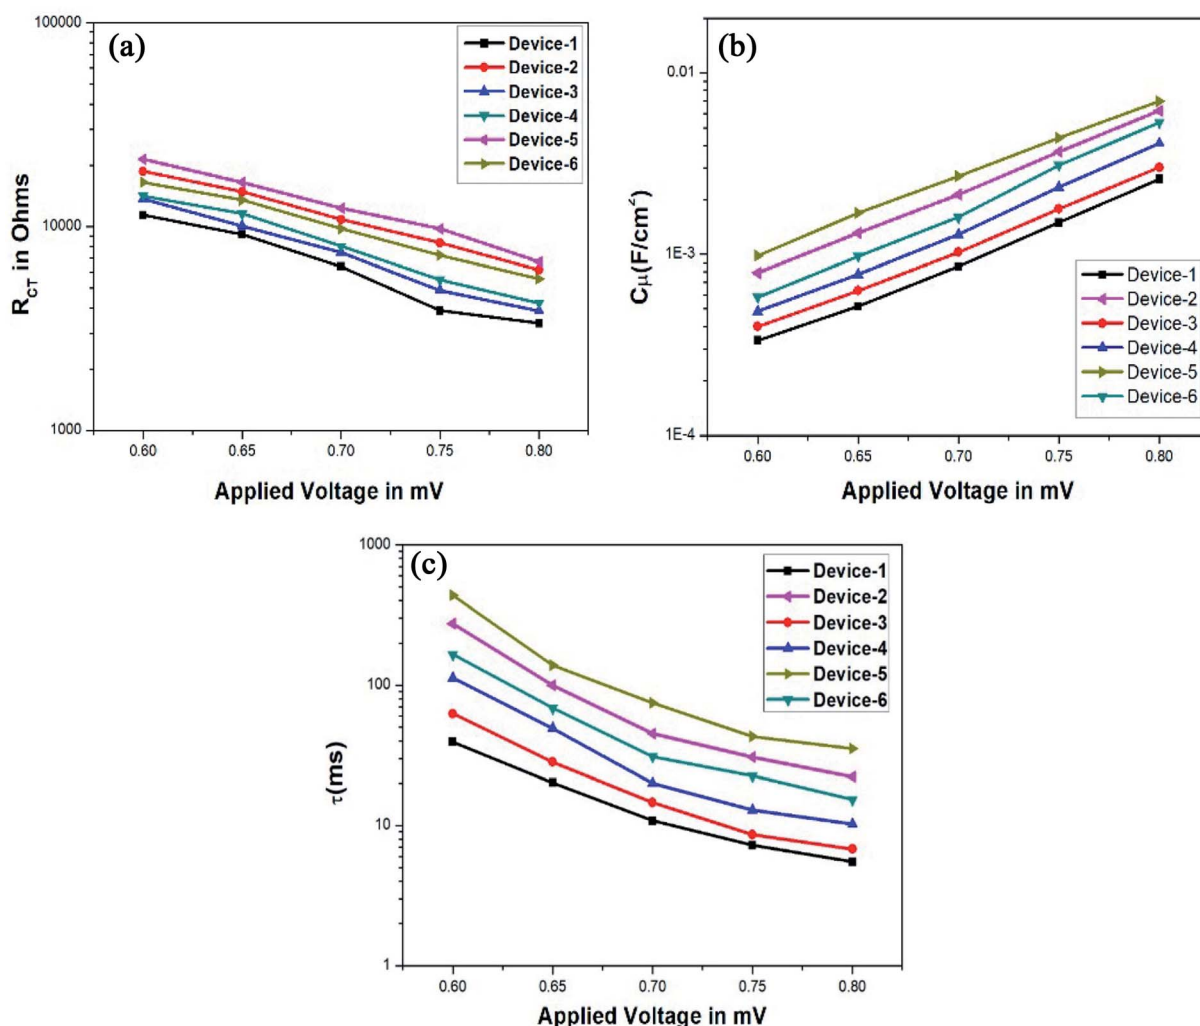 (a)
100000
10000
1000
R_CT in Ohms
Device-1
Device-2
Device-3
Device-4
Device-5
Device-6
0.60 0.65 0.70 0.75 0.80
Applied Voltage in mV
(b)
0.01
1E-3
1E-4
Cμ(F/cm²)
Device-1
Device-2
Device-3
Device-4
Device-5
Device-6
0.60 0.65 0.70 0.75 0.80
Applied Voltage in mV
(c)
1000
100
10
1
τ(ms)
Device-1
Device-2
Device-3
Device-4
Device-5
Device-6
0.60 0.65 0.70 0.75 0.80
Applied Voltage in mV